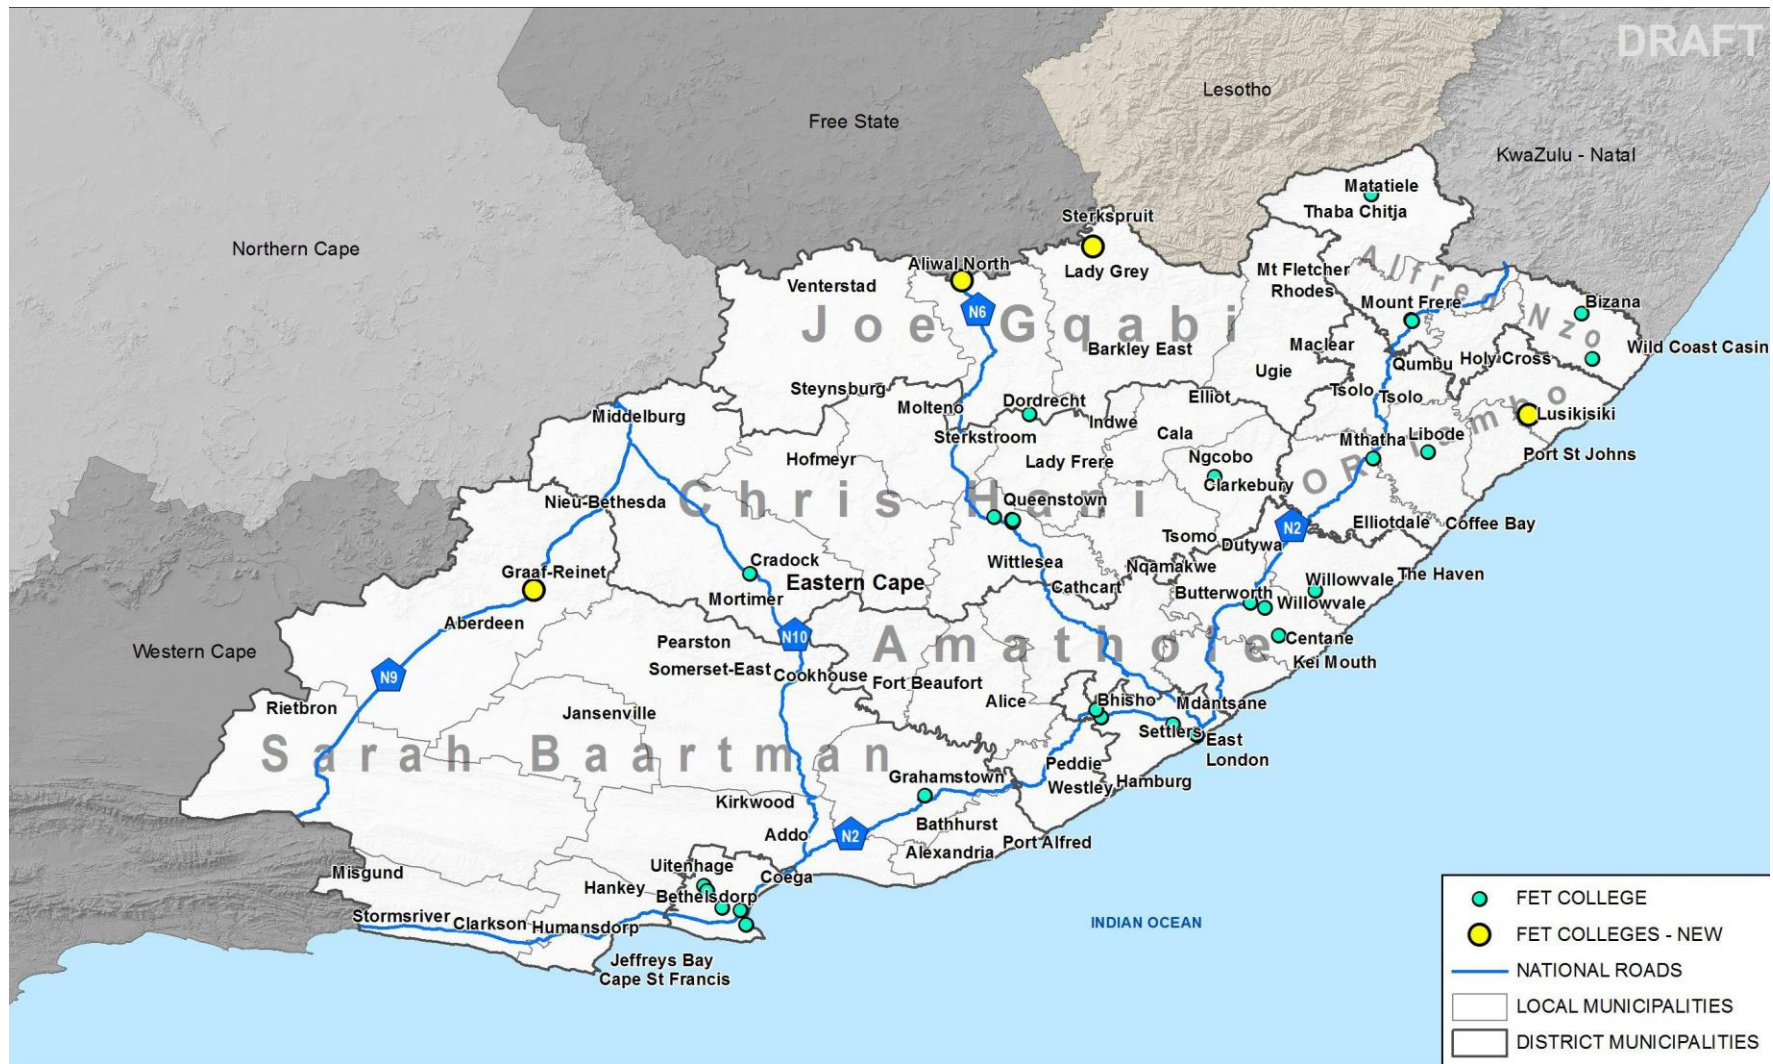 DRAFT
Lesotho
Free State
KwaZulu - Natal
Matatiele
Thaba Chitja
Sterkspruit
Northern Cape
Aliwal North
Lady Grey
Mt Fletcher
Rhodes
Alfred Nzo
Venterstad
Mount Frere
Bizana
N6
Joe Gqabi
Maclear
Wild Coast Casin
Barkley East
Holy Cross
Qumbu
Ugie
Steynsburg
Tsolo
Tsolo
Elliot
Molteno
Dordrecht
Indwe
Middelburg
Lusikisiki
OR Tambo
Sterkstroom
Cala
Mthatha
Libode
Port St Johns
Hofmeyr
Lady Frere
Ngcobo
Clarkebury
Nieu-Bethesda
Chris Hani
Queenstown
Elliotdale
Coffee Bay
N2
Tsomo
Dutywa
Cradock
Wittlesea
Nqamakwe
Graaf-Reinet
Eastern Cape
Cathcart
Willowvale
The Haven
Butterworth
Willowvale
Mortimer
Aberdeen
N10
Centane
Pearston
Amathole
Western Cape
Kei Mouth
Somerset-East
Cookhouse
N9
Fort Beaufort
Alice
Bhisho
Mdantsane
Rietbron
Jansenville
Settlers
East
London
Sarah Baartman
Peddie
Grahamstown
Westley
Hamburg
Kirkwood
Addo
N2
Bathhurst
Port Alfred
Alexandria
Uitenhage
Misgund
Coega
Hankey
Bethelsdorp
Stormsriver
Clarkson
Humansdorp
Jeffreys Bay
Cape St Francis
INDIAN OCEAN
FET COLLEGE
FET COLLEGES - NEW
NATIONAL ROADS
LOCAL MUNICIPALITIES
DISTRICT MUNICIPALITIES